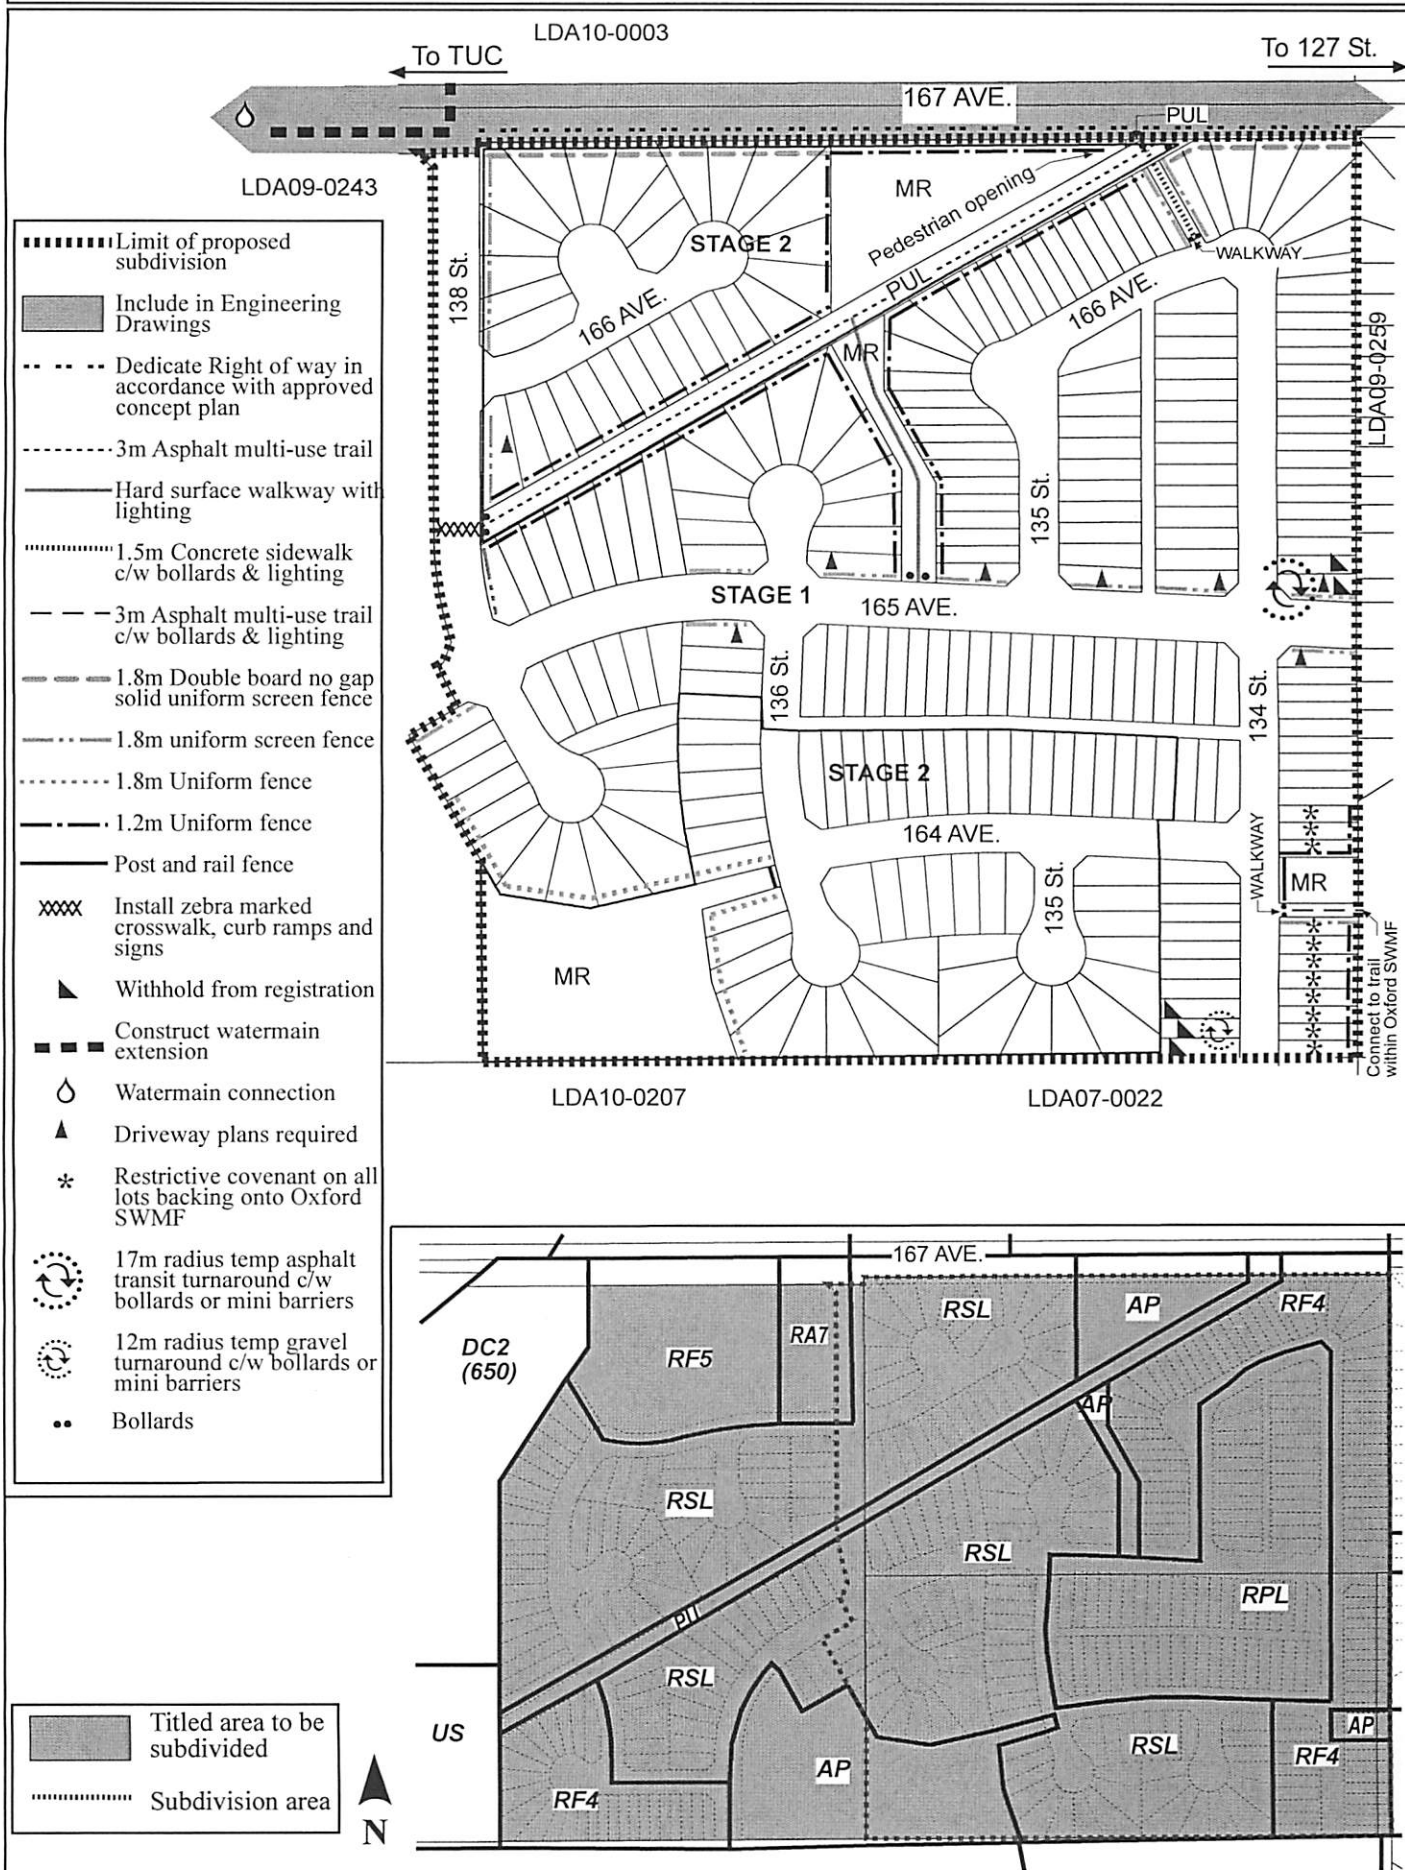 LDA10-0003
To TUC
To 127 St.
167 AVE.
PUL
LDA09-0243
MR
Pedestrian opening
STAGE 2
138 St.
WALKWAY
PUL
166 AVE.
166 AVE.
LDA09-0259
MR
135 St.
STAGE 1
165 AVE.
136 St.
134 St.
STAGE 2
164 AVE.
WALKWAY
135 St.
MR
MR
Connect to trail
within Oxford SWMF
LDA10-0207
LDA07-0022
Limit of proposed
subdivision
Include in Engineering
Drawings
Dedicate Right of way in
accordance with approved
concept plan
3m Asphalt multi-use trail
Hard surface walkway with
lighting
1.5m Concrete sidewalk
c/w bollards & lighting
3m Asphalt multi-use trail
c/w bollards & lighting
1.8m Double board no gap
solid uniform screen fence
1.8m uniform screen fence
1.8m Uniform fence
1.2m Uniform fence
Post and rail fence
Install zebra marked
crosswalk, curb ramps and
signs
Withhold from registration
Construct watermain
extension
Watermain connection
Driveway plans required
Restrictive covenant on all
lots backing onto Oxford
SWMF
17m radius temp asphalt
transit turnaround c/w
bollards or mini barriers
12m radius temp gravel
turnaround c/w bollards or
mini barriers
Bollards
167 AVE.
RSL
AP
RF4
DC2
(650)
RF5
RA7
AP
RSL
RSL
RPL
RSL
US
AP
RSL
AP
RF4
RF4
Titled area to be
subdivided
Subdivision area
N